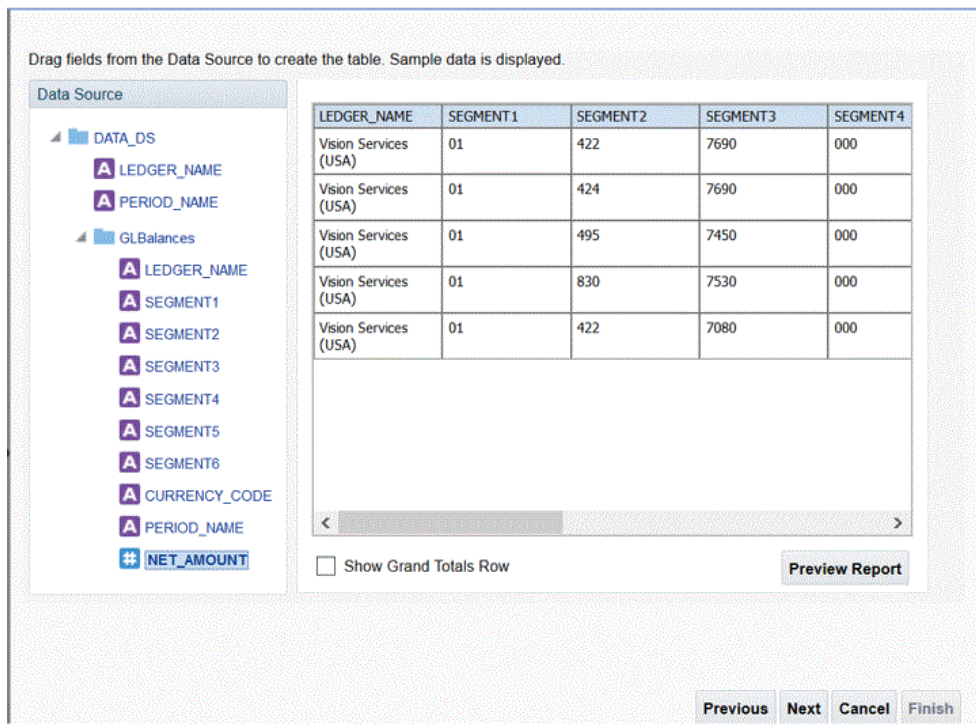 Drag fields from the Data Source to create the table. Sample data is displayed.
Data Source
DATA_DS
A LEDGER_NAME
A PERIOD_NAME
GLBalances
A LEDGER_NAME
A SEGMENT1
A SEGMENT2
A SEGMENT3
A SEGMENT4
A SEGMENT5
A SEGMENT6
A CURRENCY_CODE
A PERIOD_NAME
# NET_AMOUNT
LEDGER_NAME SEGMENT1 SEGMENT2 SEGMENT3 SEGMENT4
Vision Services 01 422 7690 000
(USA)
Vision Services 01 424 7690 000
(USA)
Vision Services 01 495 7450 000
(USA)
Vision Services 01 830 7530 000
(USA)
Vision Services 01 422 7080 000
(USA)
Show Grand Totals Row
Preview Report
Previous Next Cancel Finish